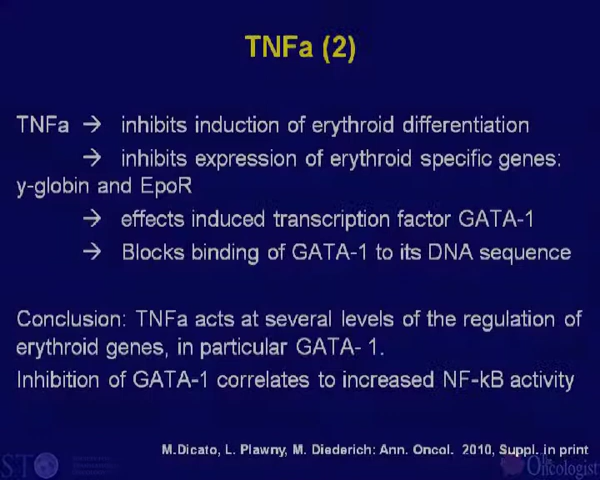 TNFa (2)
TNFa → inhibits induction of erythroid differentiation
→ inhibits expression of erythroid specific genes:
y-globin and EpoR
→ effects induced transcription factor GATA-1
→ Blocks binding of GATA-1 to its DNA sequence
Conclusion: TNFa acts at several levels of the regulation of
erythroid genes, in particular GATA- 1.
Inhibition of GATA-1 correlates to increased NF-kB activity
M.Dicato, L. Plawny, M. Diederich: Ann. Oncol. 2010, Suppl. in print
STO
Oncologist